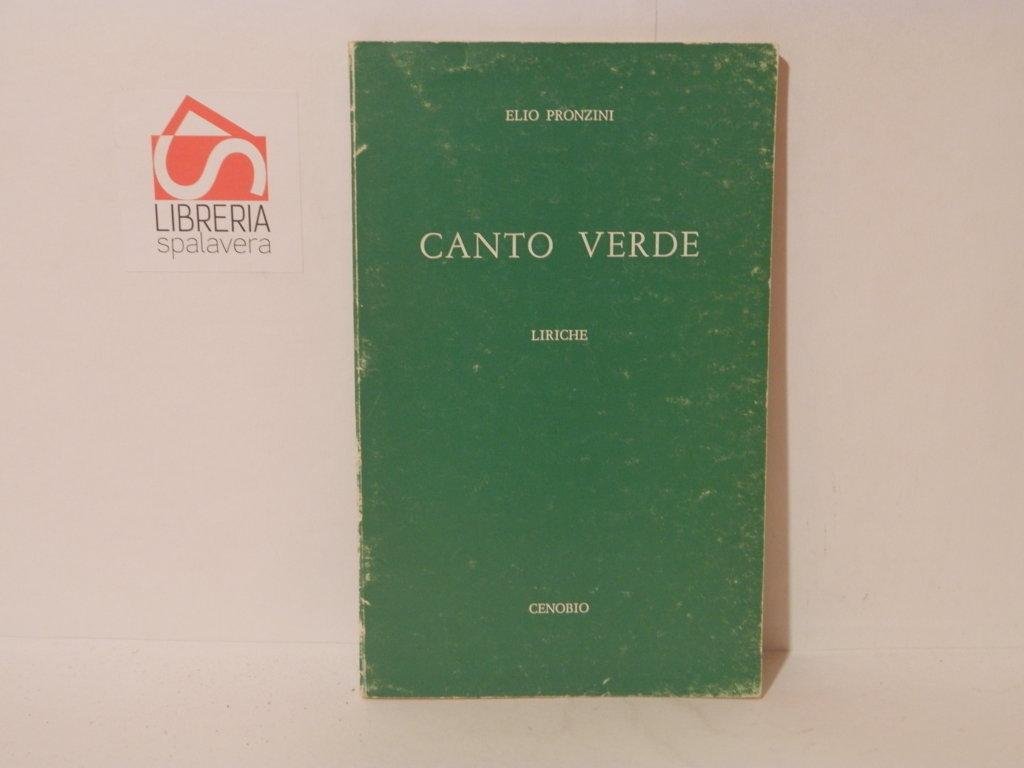 LIBRERIA
spalavera
ELIO PRONZINI
CANTO VERDE
LIRICHE
CENOBIO